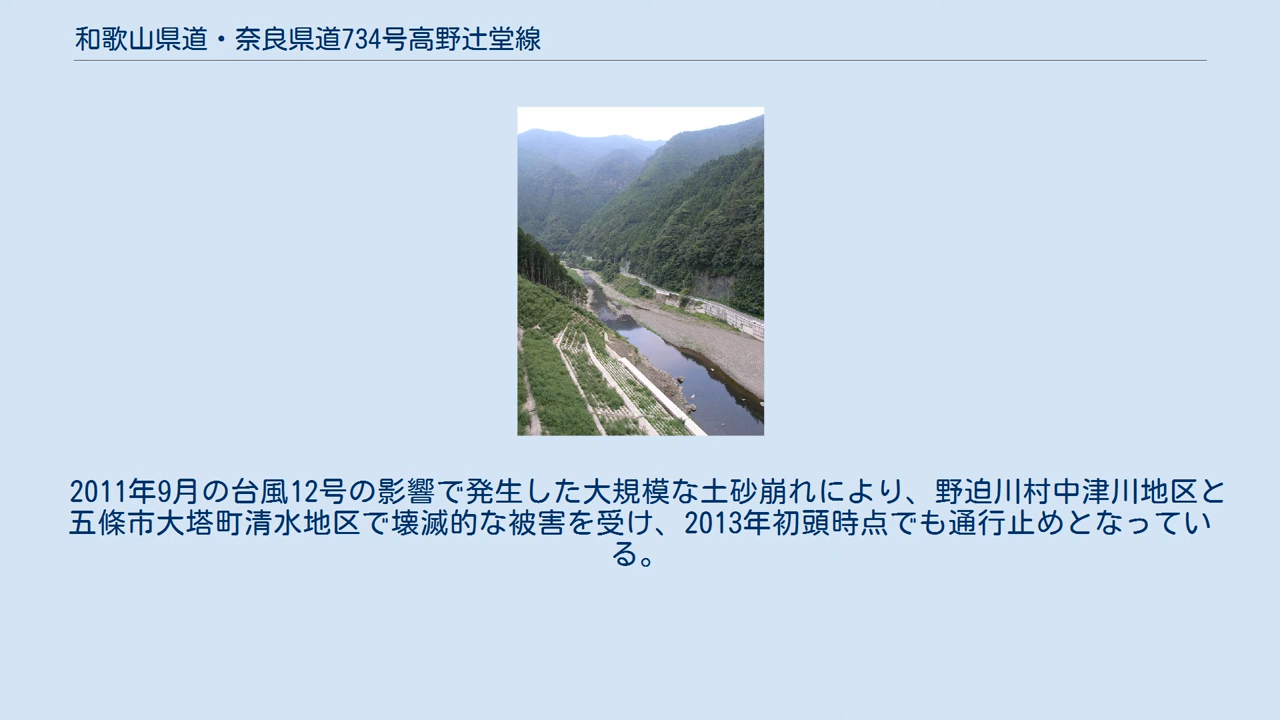 和歌山県道・奈良県道734号高野辻堂線
2011年9月の台風12号の影響で発生した大規模な土砂崩れにより、野迫川村中津川地区と
五條市大塔町清水地区で壊滅的な被害を受け、2013年初頭時点でも通行止めとなってい
る。